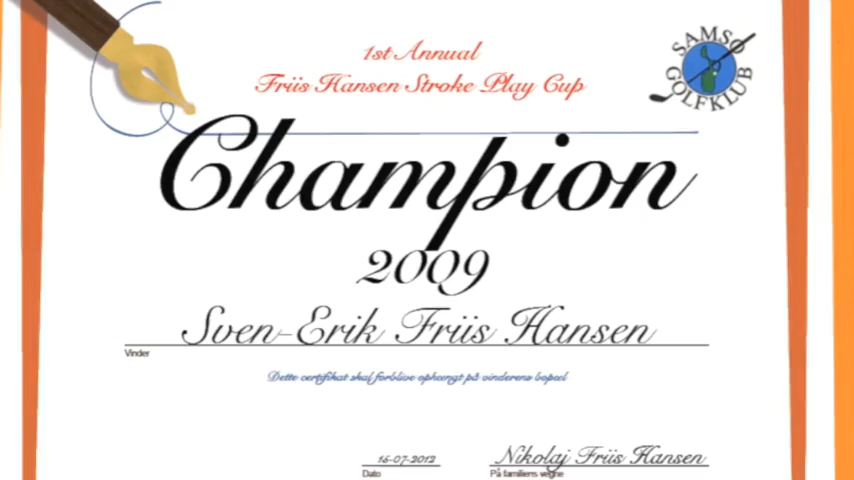 1st Annual
Friis Hansen Stroke Play Cup
SAMSØ
GOLFKLUB
Champion
2009
Sven-Erik Friis Hansen
Vinder
Dette certifikat skal forblive ophængt på vinderens bopæl
15-07-2012
Nikolaj Friis Hansen
Dato
På familiens vegne